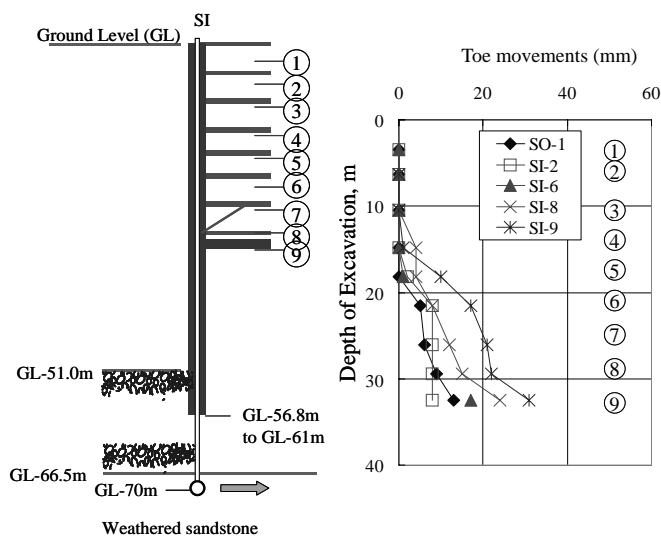 SI
Ground Level (GL)
1
2
3
4
5
6
7
8
9
GL-51.0m
GL-56.8m
to GL-61m
GL-66.5m
GL-70m
Weathered sandstone
Toe movements (mm)
0 20 40 60
Depth of Excavation, m
0
10
20
30
40
SO-1
SI-2
SI-6
SI-8
SI-9
1
2
3
4
5
6
7
8
9